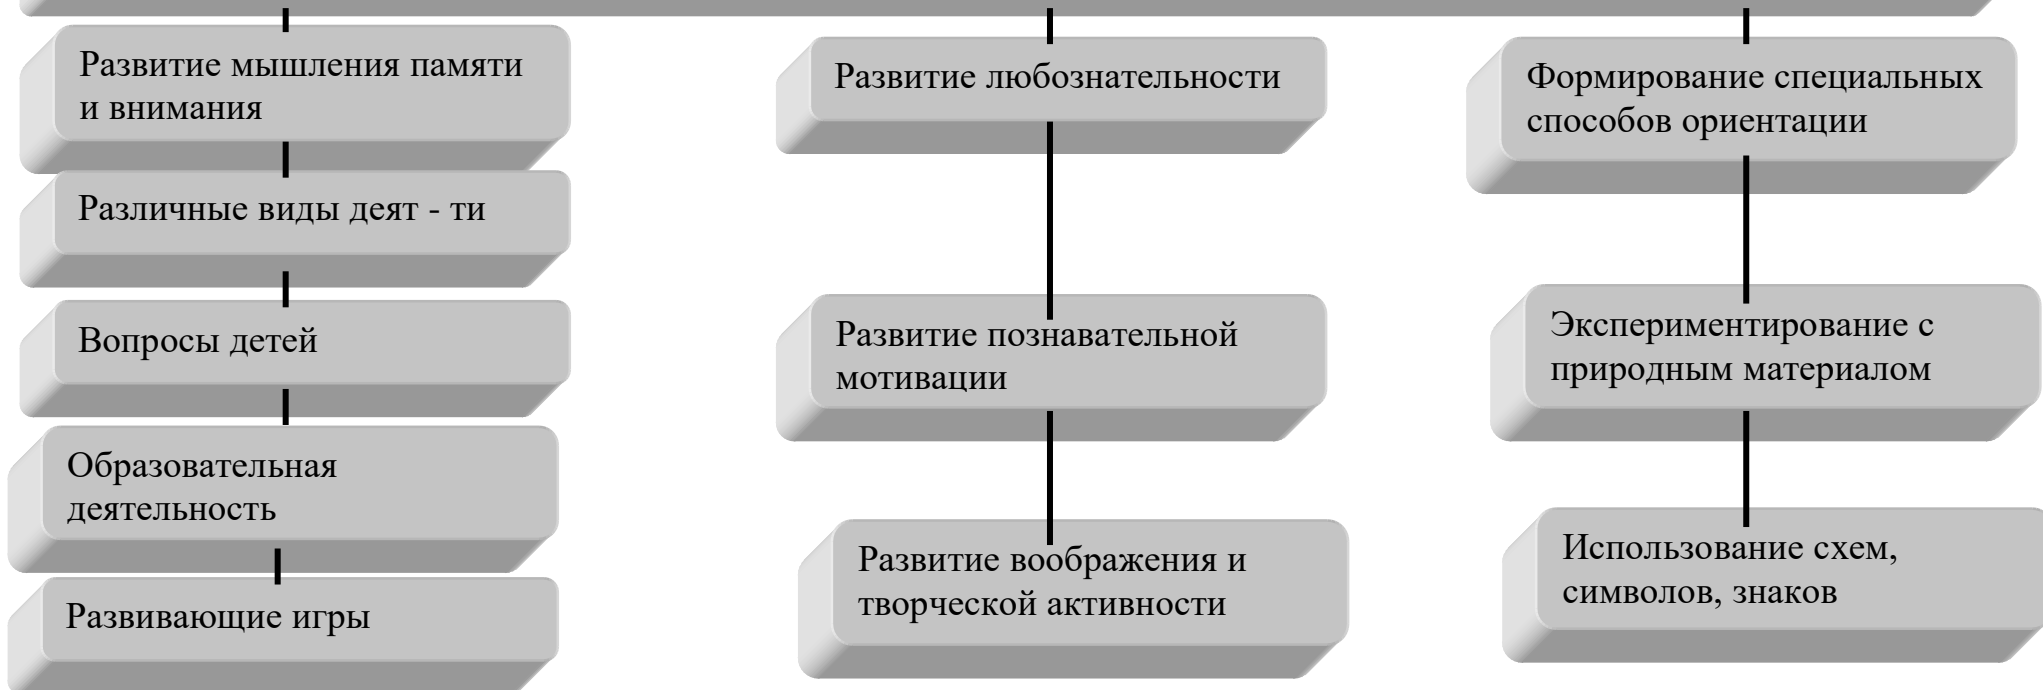 Развитие мышления памяти
и внимания
Различные виды деят - ти
Вопросы детей
Образовательная
деятельность
Развивающие игры
Развитие любознательности
Развитие познавательной
мотивации
Развитие воображения и
творческой активности
Формирование специальных
способов ориентации
Экспериментирование с
природным материалом
Использование схем,
символов, знаков